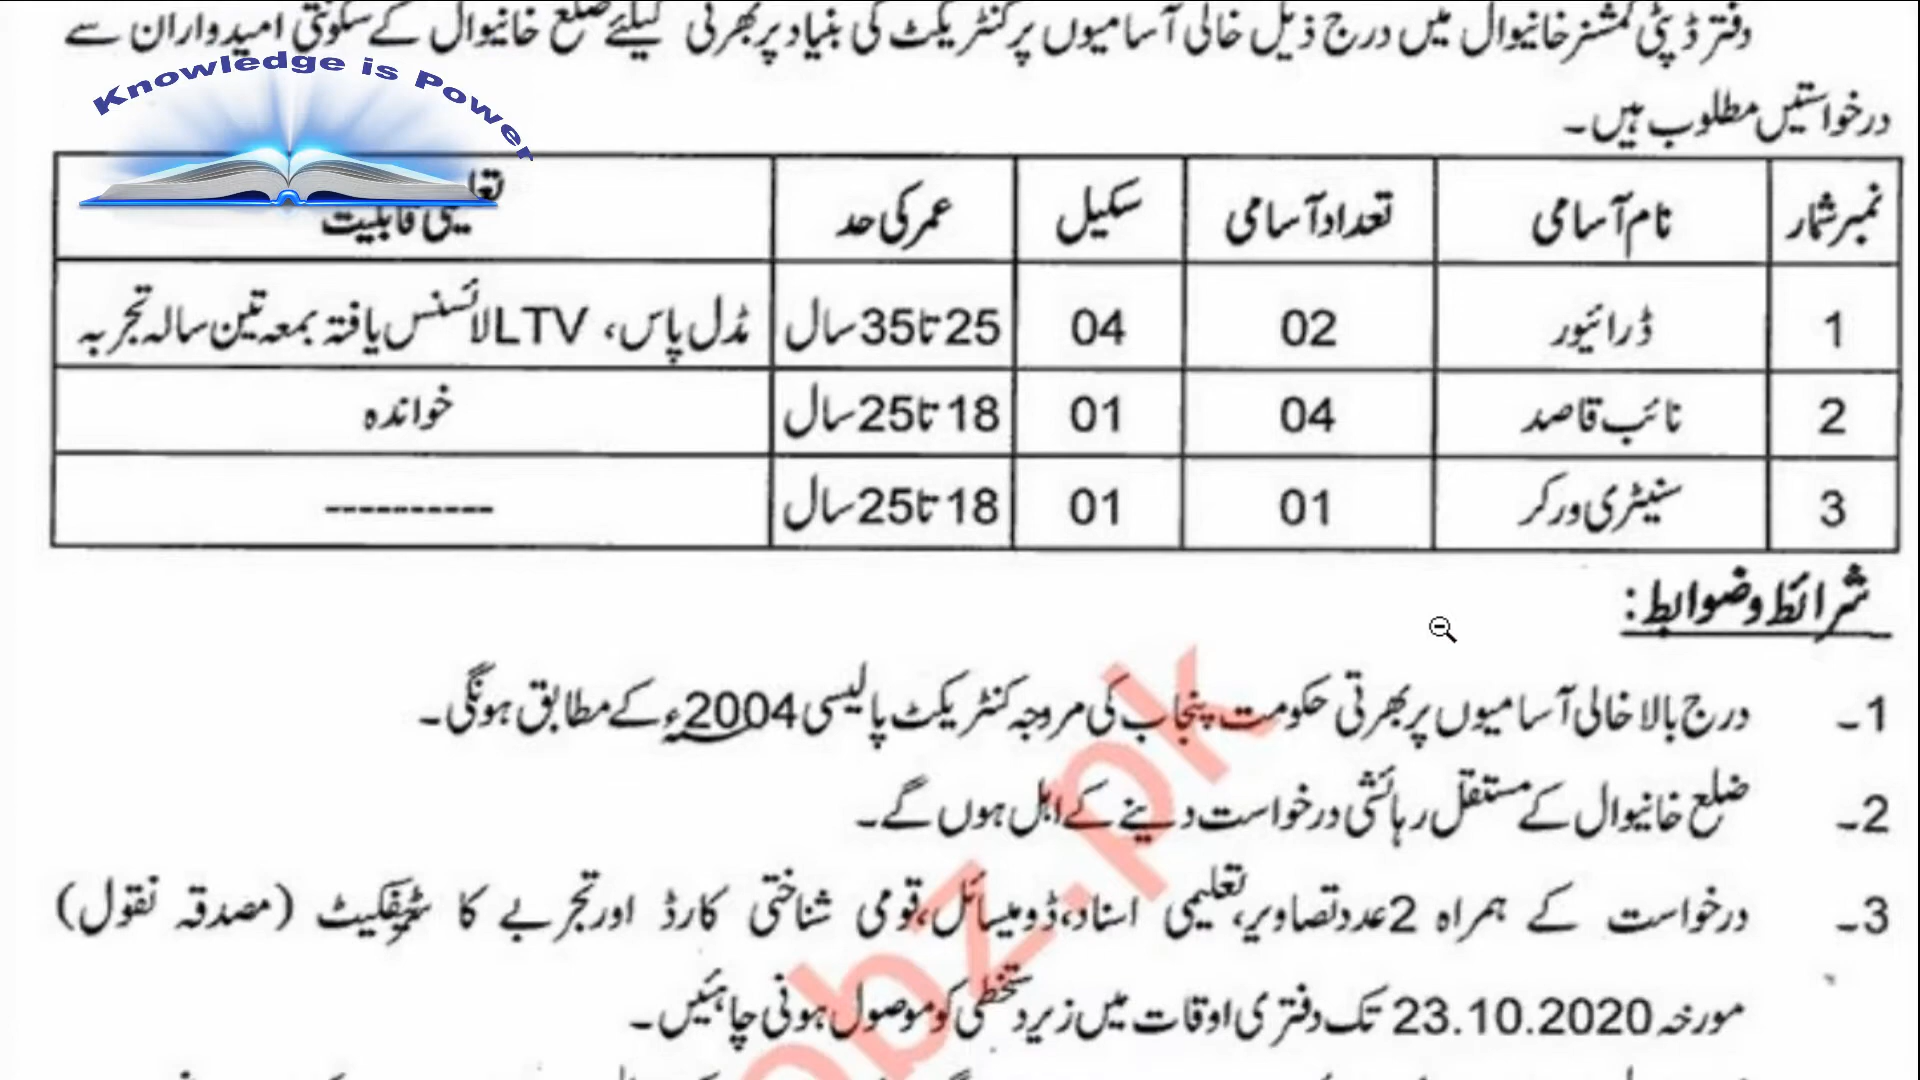 دفتر ڈپٹی کمشنر خانیوال میں درج ذیل خالی آسامیوں پر کنٹریکٹ کی بنیاد پر بھرتی کیلئے ضلع خانیوال کے سکونتی امیدواران سے
Knowledge is Power
درخواستیں مطلوب ہیں۔
نمبر شمار نام آسامی تعداد آسامی سکیل عمر کی حد تعلیمی قابلیت
1 ڈرائیور 02 04 25 تا 35 سال مڈل پاس، LTV لائسنس یافتہ بمعہ تین سالہ تجربہ
2 نائب قاصد 04 01 18 تا 25 سال خواندہ
3 سنیٹری ورکر 01 01 18 تا 25 سال ----------
شرائط و ضوابط:
1۔ درج بالا خالی آسامیوں پر بھرتی حکومت پنجاب کی مروجہ کنٹریکٹ پالیسی 2004ء کے مطابق ہونگی۔
2۔ ضلع خانیوال کے مستقل رہائشی درخواست دینے کے اہل ہوں گے۔
3۔ درخواست کے ہمراہ 2 عدد تصاویر، تعلیمی اسناد، ڈومیسائل، قومی شناختی کارڈ اور تجربے کا سرٹیفکیٹ (مصدقہ نقول)
مورخہ 23.10.2020 تک دفتری اوقات میں زیر دستخطی کو موصول ہونی چاہئیں۔
bz.pk